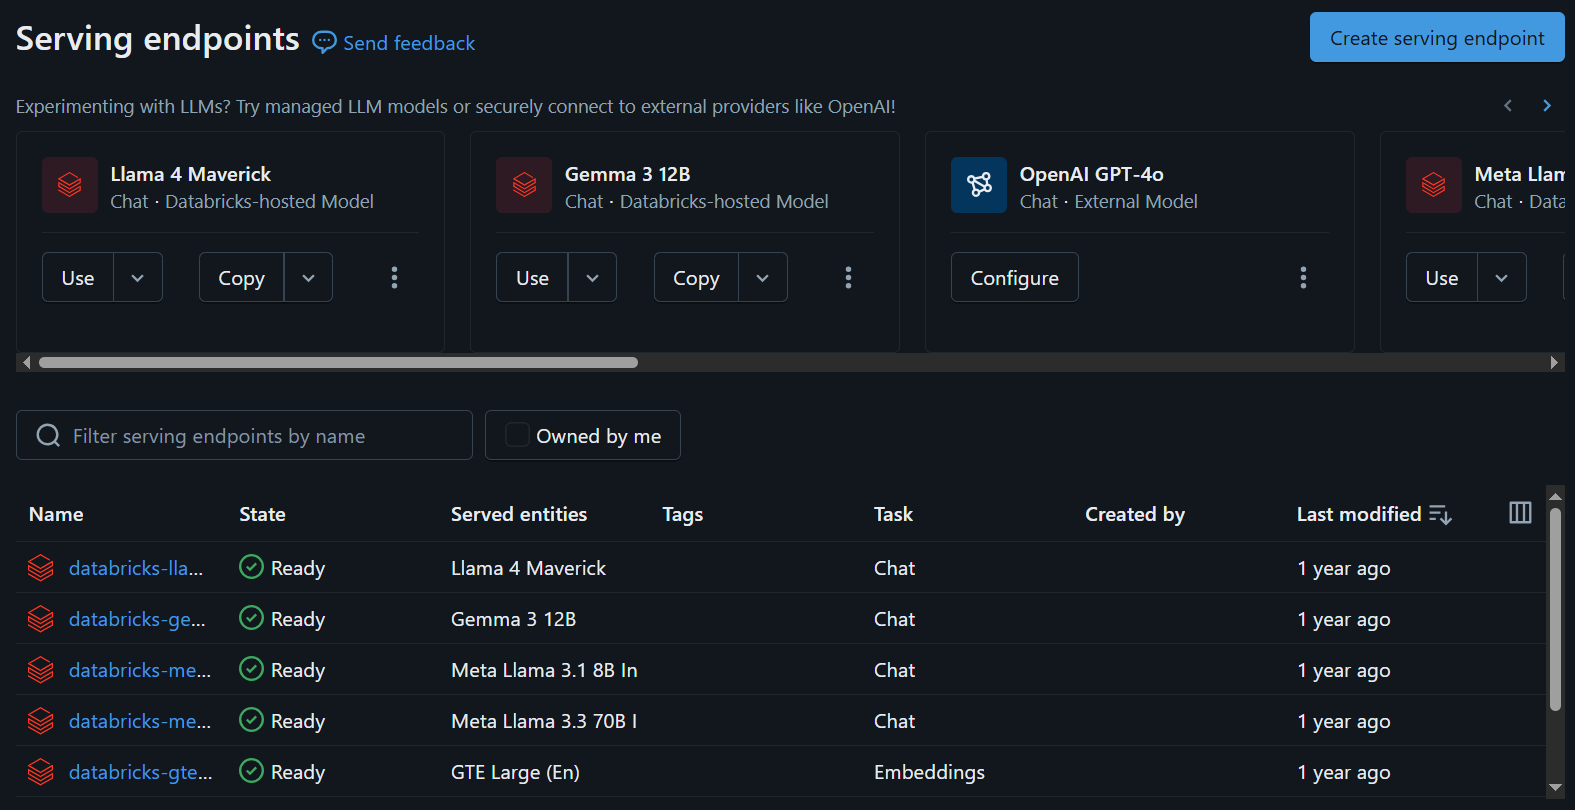 Serving endpoints Send feedback Create serving endpoint
Experimenting with LLMs? Try managed LLM models or securely connect to external providers like OpenAI!
Llama 4 Maverick
Chat · Databricks-hosted Model
Use Copy
Gemma 3 12B
Chat · Databricks-hosted Model
Use Copy
OpenAI GPT-4o
Chat · External Model
Configure
Meta Llam
Chat · Data
Use
Filter serving endpoints by name Owned by me
Name State Served entities Tags Task Created by Last modified
databricks-lla... Ready Llama 4 Maverick Chat 1 year ago
databricks-ge... Ready Gemma 3 12B Chat 1 year ago
databricks-me... Ready Meta Llama 3.1 8B In Chat 1 year ago
databricks-me... Ready Meta Llama 3.3 70B I Chat 1 year ago
databricks-gte... Ready GTE Large (En) Embeddings 1 year ago